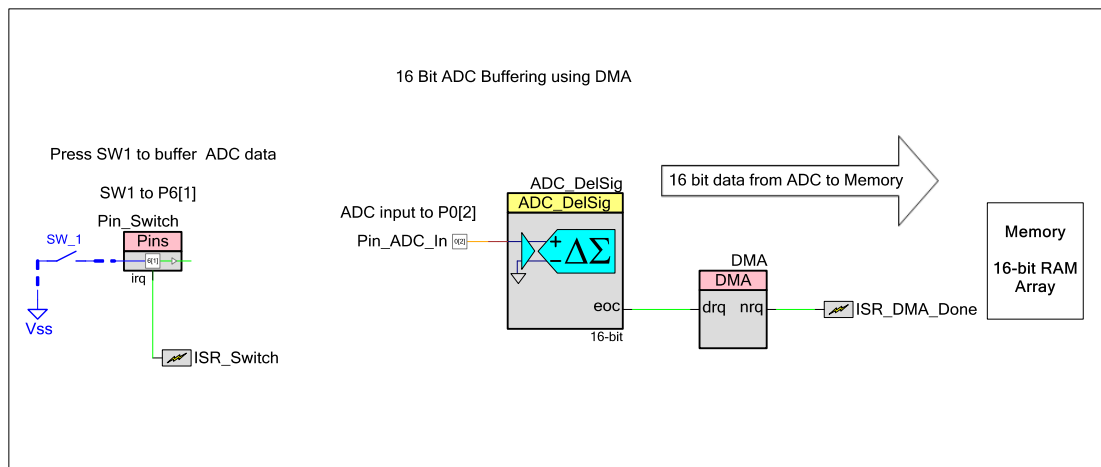 16 Bit ADC Buffering using DMA
Press SW1 to buffer ADC data
SW1 to P6[1]
Pin_Switch
Pins
SW_1
6[1]
irq
Vss
ISR_Switch
ADC input to P0[2]
Pin_ADC_In
0[2]
ADC_DelSig
ADC_DelSig
+
−
ΔΣ
eoc
16-bit
16 bit data from ADC to Memory
DMA
DMA
drq nrq
ISR_DMA_Done
Memory
16-bit RAM
Array